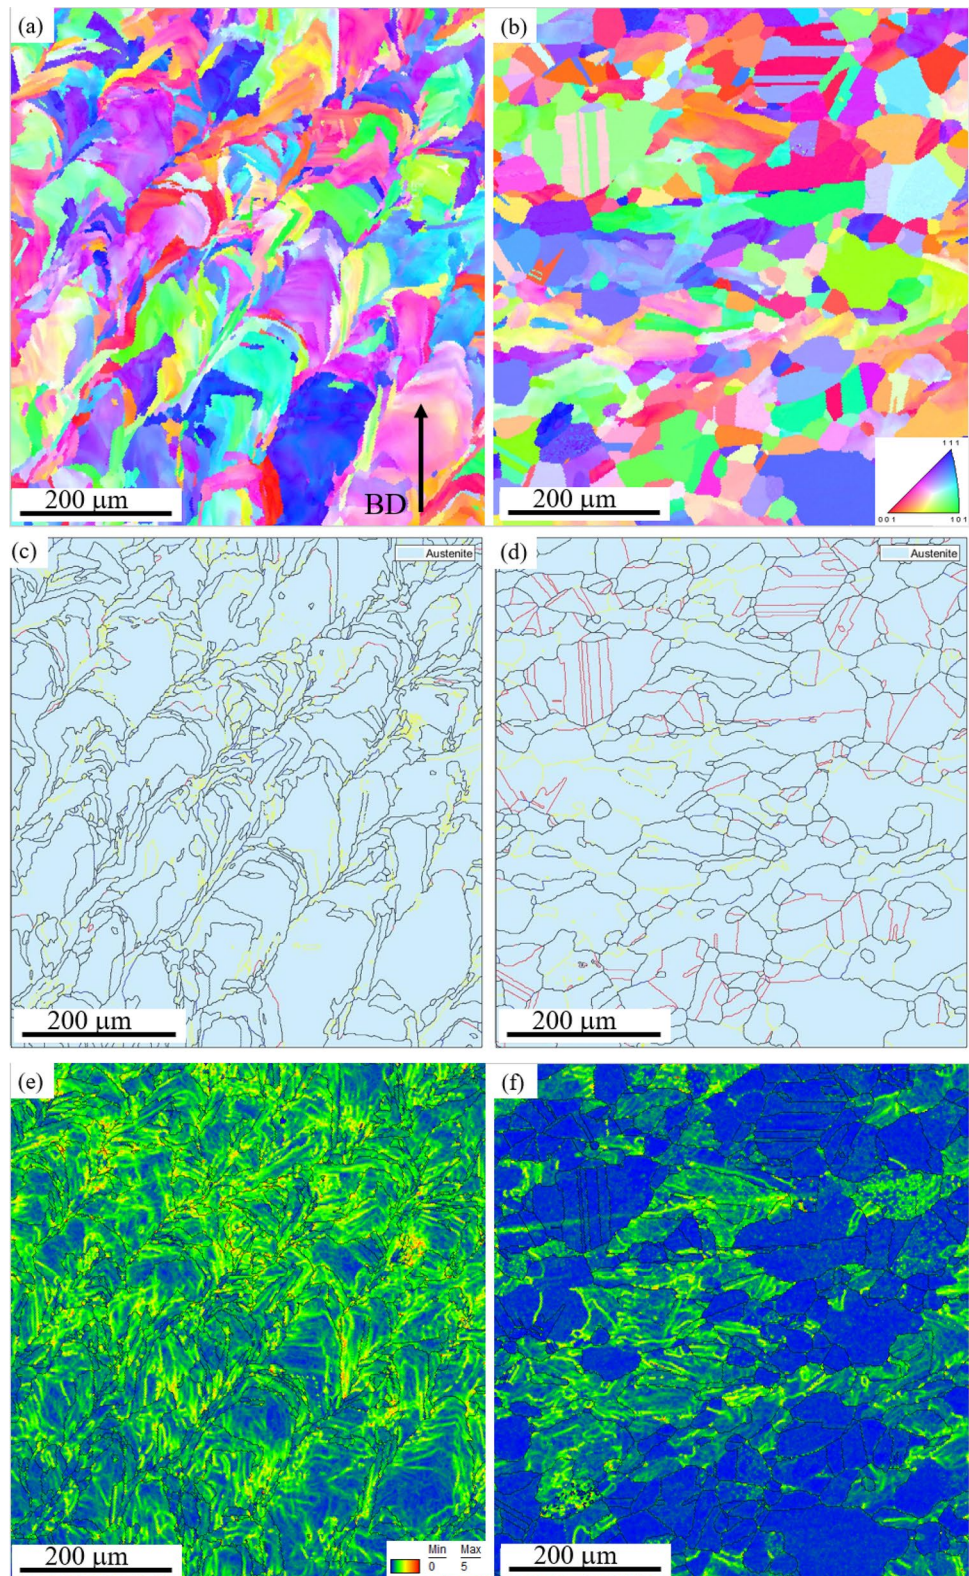 (a)
(b)
200 μm
BD
200 μm
111
001
101
(c)
Austenite
(d)
Austenite
200 μm
200 μm
(e)
(f)
200 μm
Min Max
0 5
200 μm